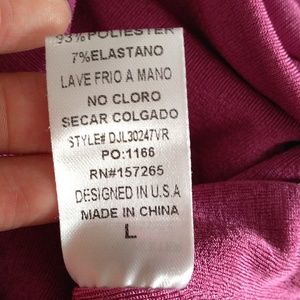 93% POLIESTER
7%ELASTANO
LAVE FRIO A MANO
NO CLORO
SECAR COLGADO
STYLE# DJL30247VR
PO:1166
RN#157265
DESIGNED IN U.S.A
MADE IN CHINA
L